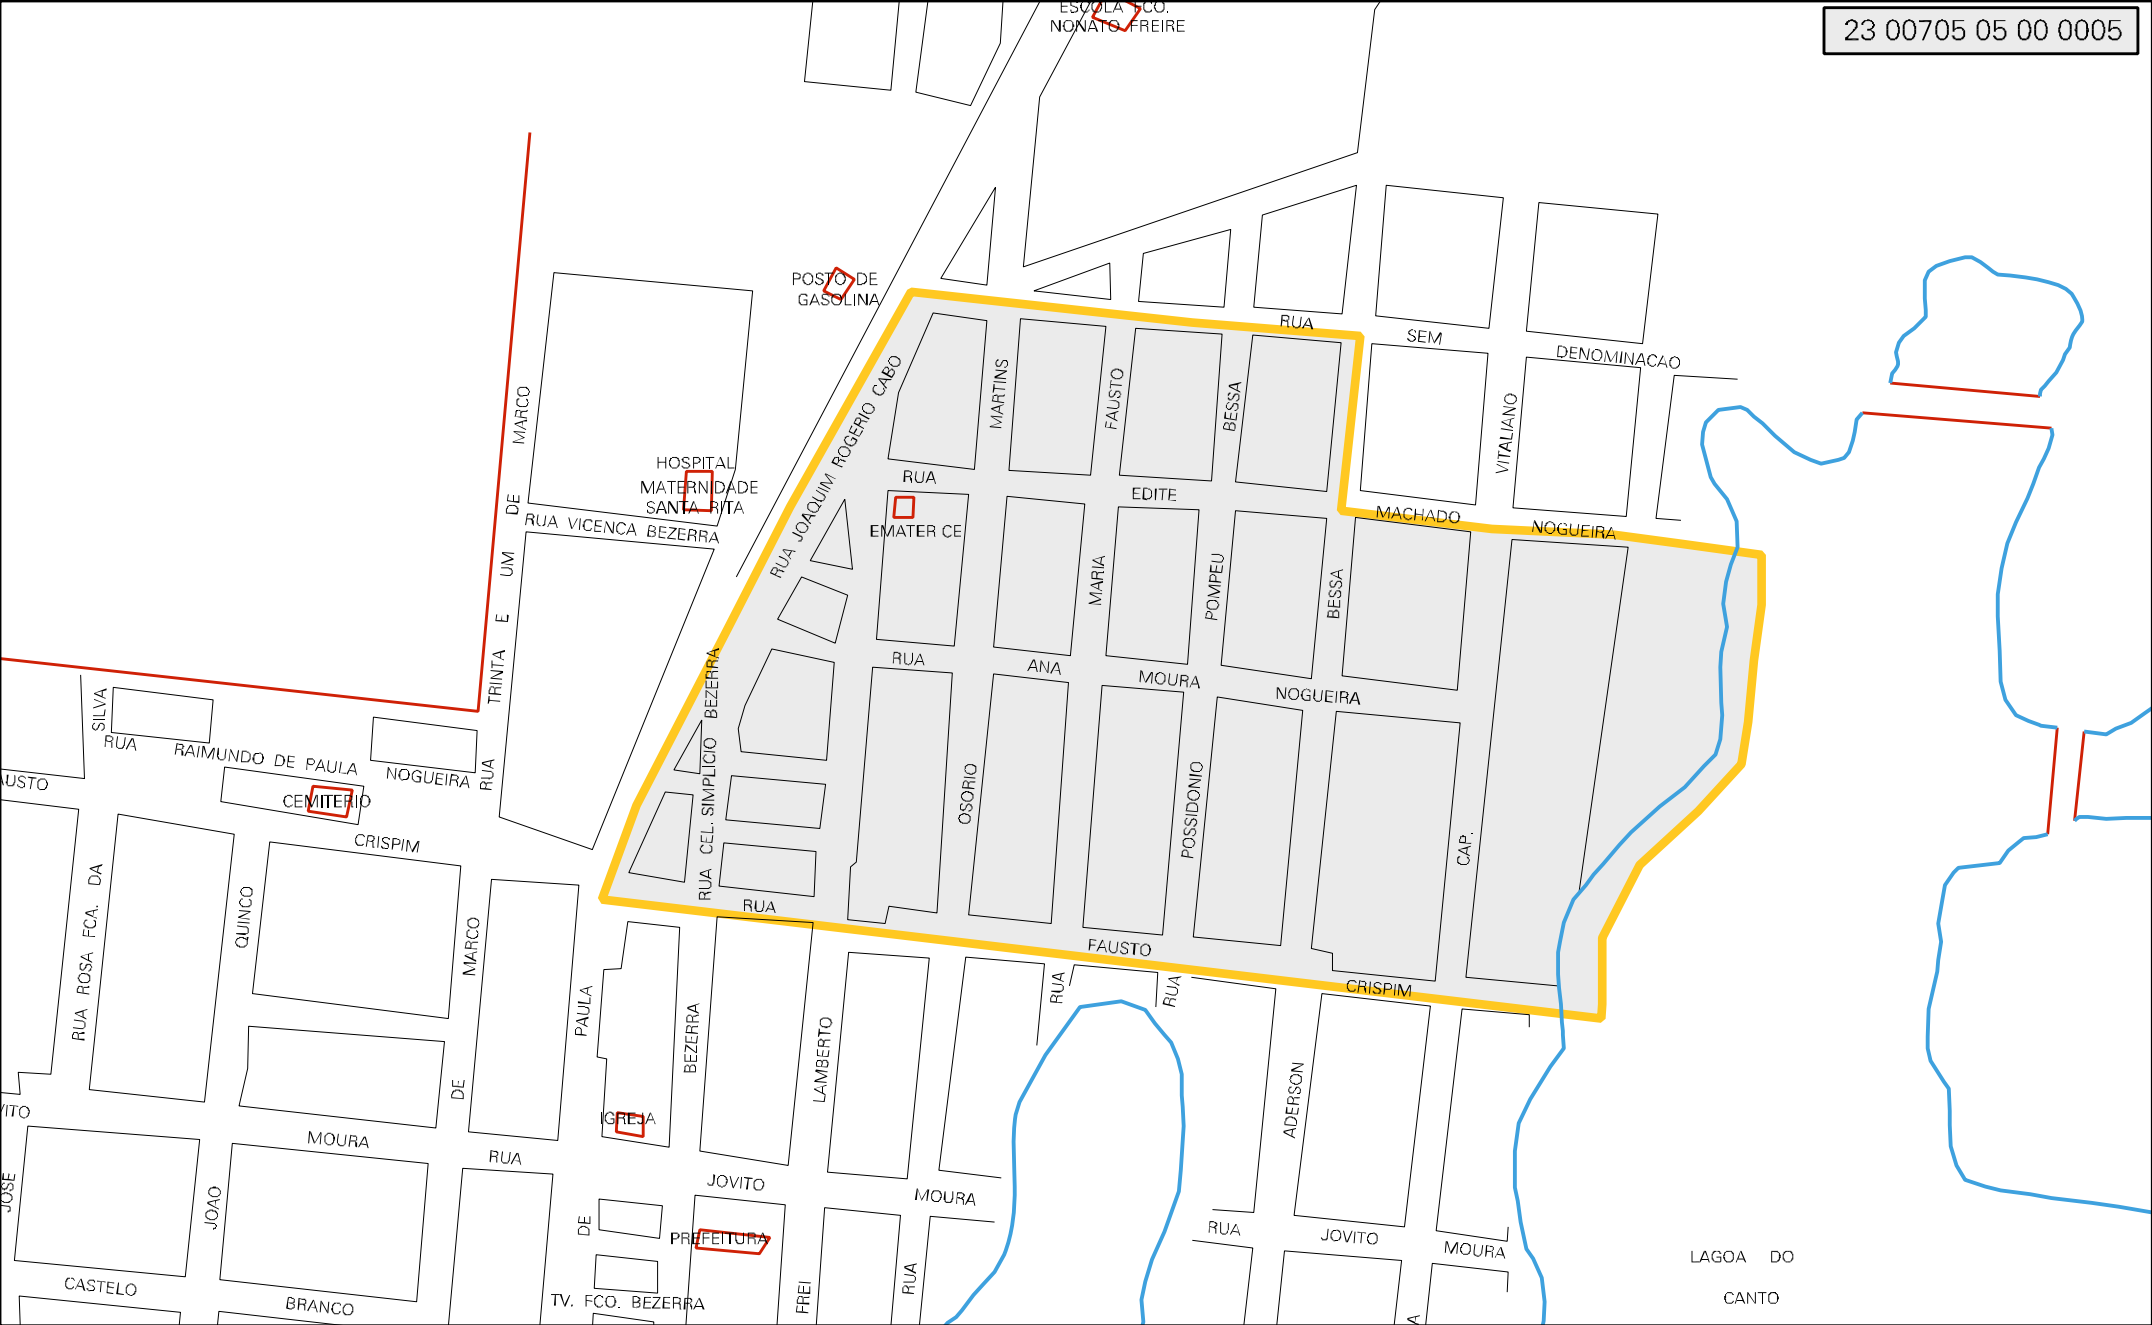 ESCOLA FCO.
NONATO FREIRE
23 00705 05 00 0005
POSTO DE
GASOLINA
RUA
SEM
DENOMINACAO
MARTINS
FAUSTO
BESSA
VITALIANO
RUA JOAQUIM ROGERIO CABO
HOSPITAL
MATERNIDADE
SANTA RITA
RUA VICENCA BEZERRA
RUA TRINTA E UM DE MARCO
RUA
EDITE
MACHADO
NOGUEIRA
EMATER CE
MARIA
POMPEU
BESSA
RUA
ANA
MOURA
NOGUEIRA
SILVA
RUA
RAIMUNDO DE PAULA
NOGUEIRA
AUSTO
CEMITERIO
CRISPIM
RUA CEL. SIMPLICIO BEZERRA
OSORIO
POSSIDONIO
CAP.
RUA
FAUSTO
CRISPIM
RUA ROSA FCA. DA
QUINCO
MARCO
DE
PAULA
BEZERRA
LAMBERTO
RUA
RUA
ADERSON
IGREJA
VITO
MOURA
RUA
JOVITO
MOURA
RUA
JOVITO
MOURA
JOSE
JOAO
DE
PREFEITURA
FREI
RUA
CASTELO
BRANCO
TV. FCO. BEZERRA
A
LAGOA DO
CANTO